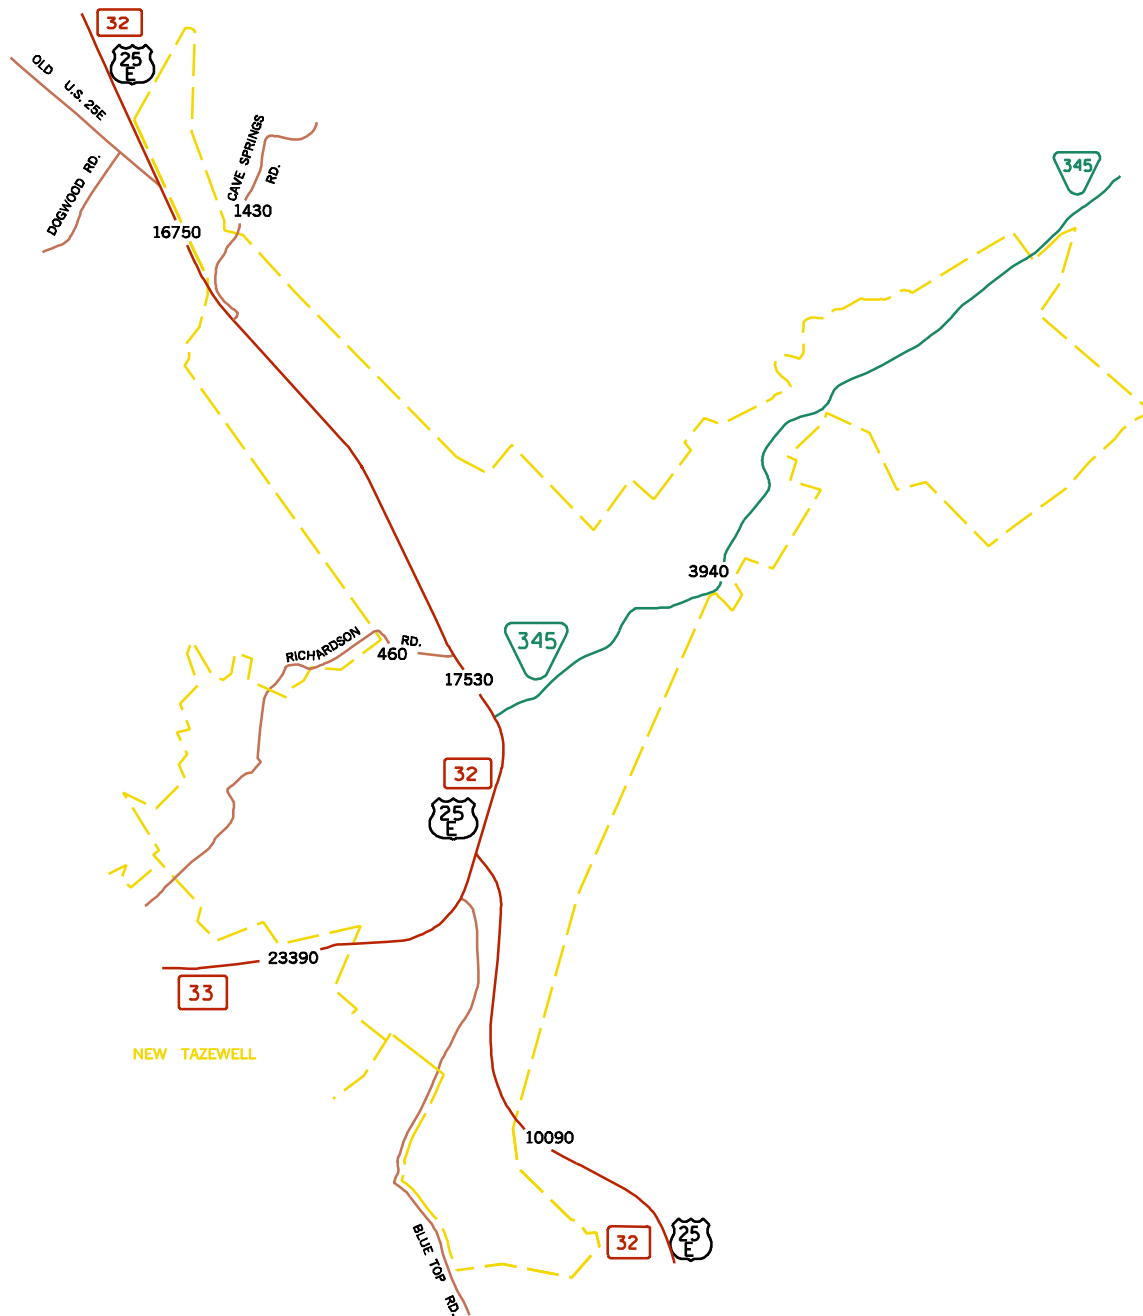 32
25
E
OLD U.S. 25E
DOGWOOD RD.
CAVE SPRINGS RD.
1430
16750
345
3940
345
RICHARDSON RD.
460
17530
32
25
E
23390
33
NEW TAZEWELL
10090
32
25
E
BLUE TOP RD.